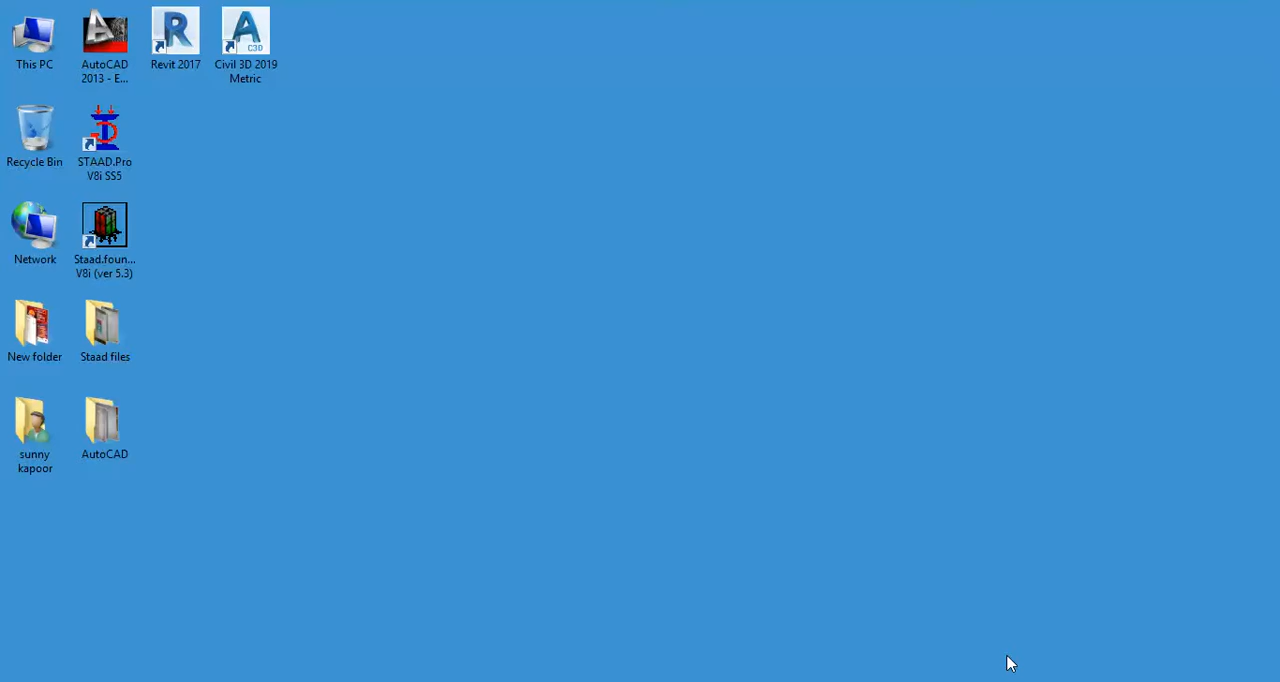 This PC
AutoCAD
2013 - E...
Revit 2017
Civil 3D 2019
Metric
C3D
Recycle Bin
STAAD.Pro
V8i SS5
Network
Staad.foun...
V8i (ver 5.3)
New folder
Staad files
sunny
kapoor
AutoCAD